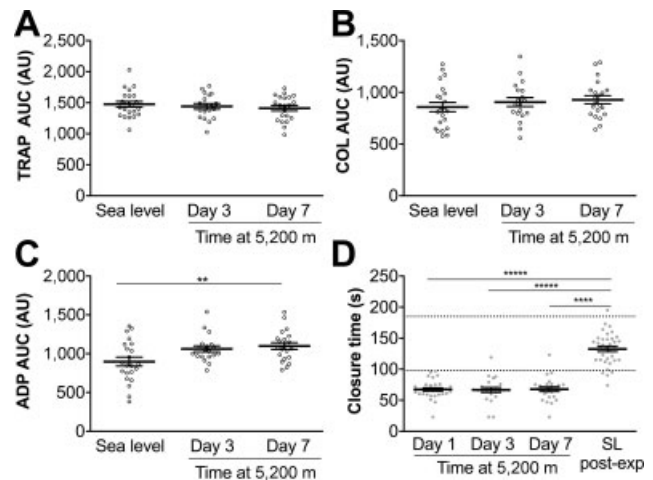 A
TRAP AUC (AU)
2,500
2,000
1,500
1,000
500
0
Sea level Day 3 Day 7
Time at 5,200 m
B
COL AUC (AU)
1,500
1,000
500
0
Sea level Day 3 Day 7
Time at 5,200 m
C
ADP AUC (AU)
2,000
1,500
1,000
500
0
**
Sea level Day 3 Day 7
Time at 5,200 m
D
Closure time (s)
250
200
150
100
50
0
*****
*****
****
Day 1 Day 3 Day 7 SL
Time at 5,200 m post-exp